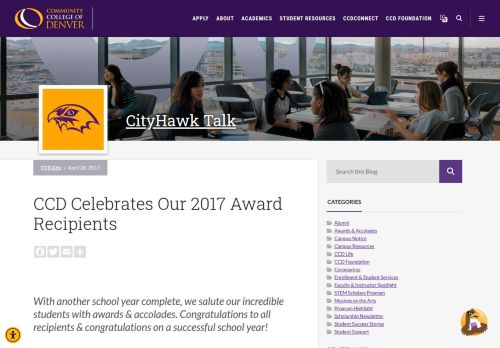 COMMUNITY
COLLEGE OF
DENVER
APPLY ABOUT ACADEMICS STUDENT RESOURCES CCDCONNECT CCD FOUNDATION
CityHawk Talk
CCD.Edu / April 26, 2017
CCD Celebrates Our 2017 Award
Recipients
With another school year complete, we salute our incredible
students with awards & accolades. Congratulations to all
recipients & congratulations on a successful school year!
Search this Blog
CATEGORIES
Alumni
Awards & Accolades
Campus Notice
Campus Resources
CCD Life
CCD Foundation
Coronavirus
Enrollment & Student Services
Faculty & Instructor Spotlight
STEM Scholars Program
Musings on the Arts
Program Highlight
Scholarship Newsletter
Student Success Stories
Student Support